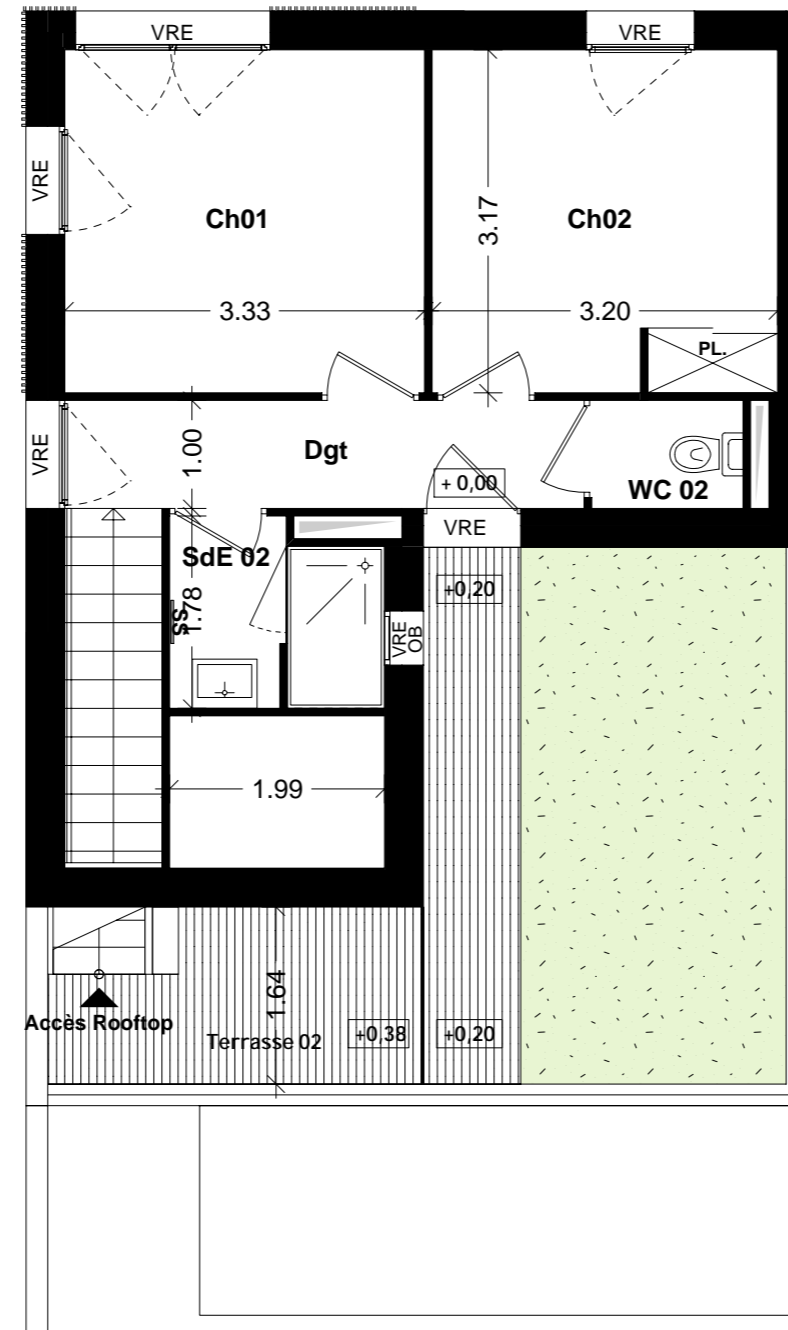 VRE
VRE
VRE
Ch01
Ch02
3.17
3.33
3.20
PL.
VRE
1.00
Dgt
+ 0,00
WC 02
VRE
SdE 02
+0,20
SS
1.78
VRE
OB
1.99
1.64
Accès Rooftop
Terrasse 02
+0,38
+0,20